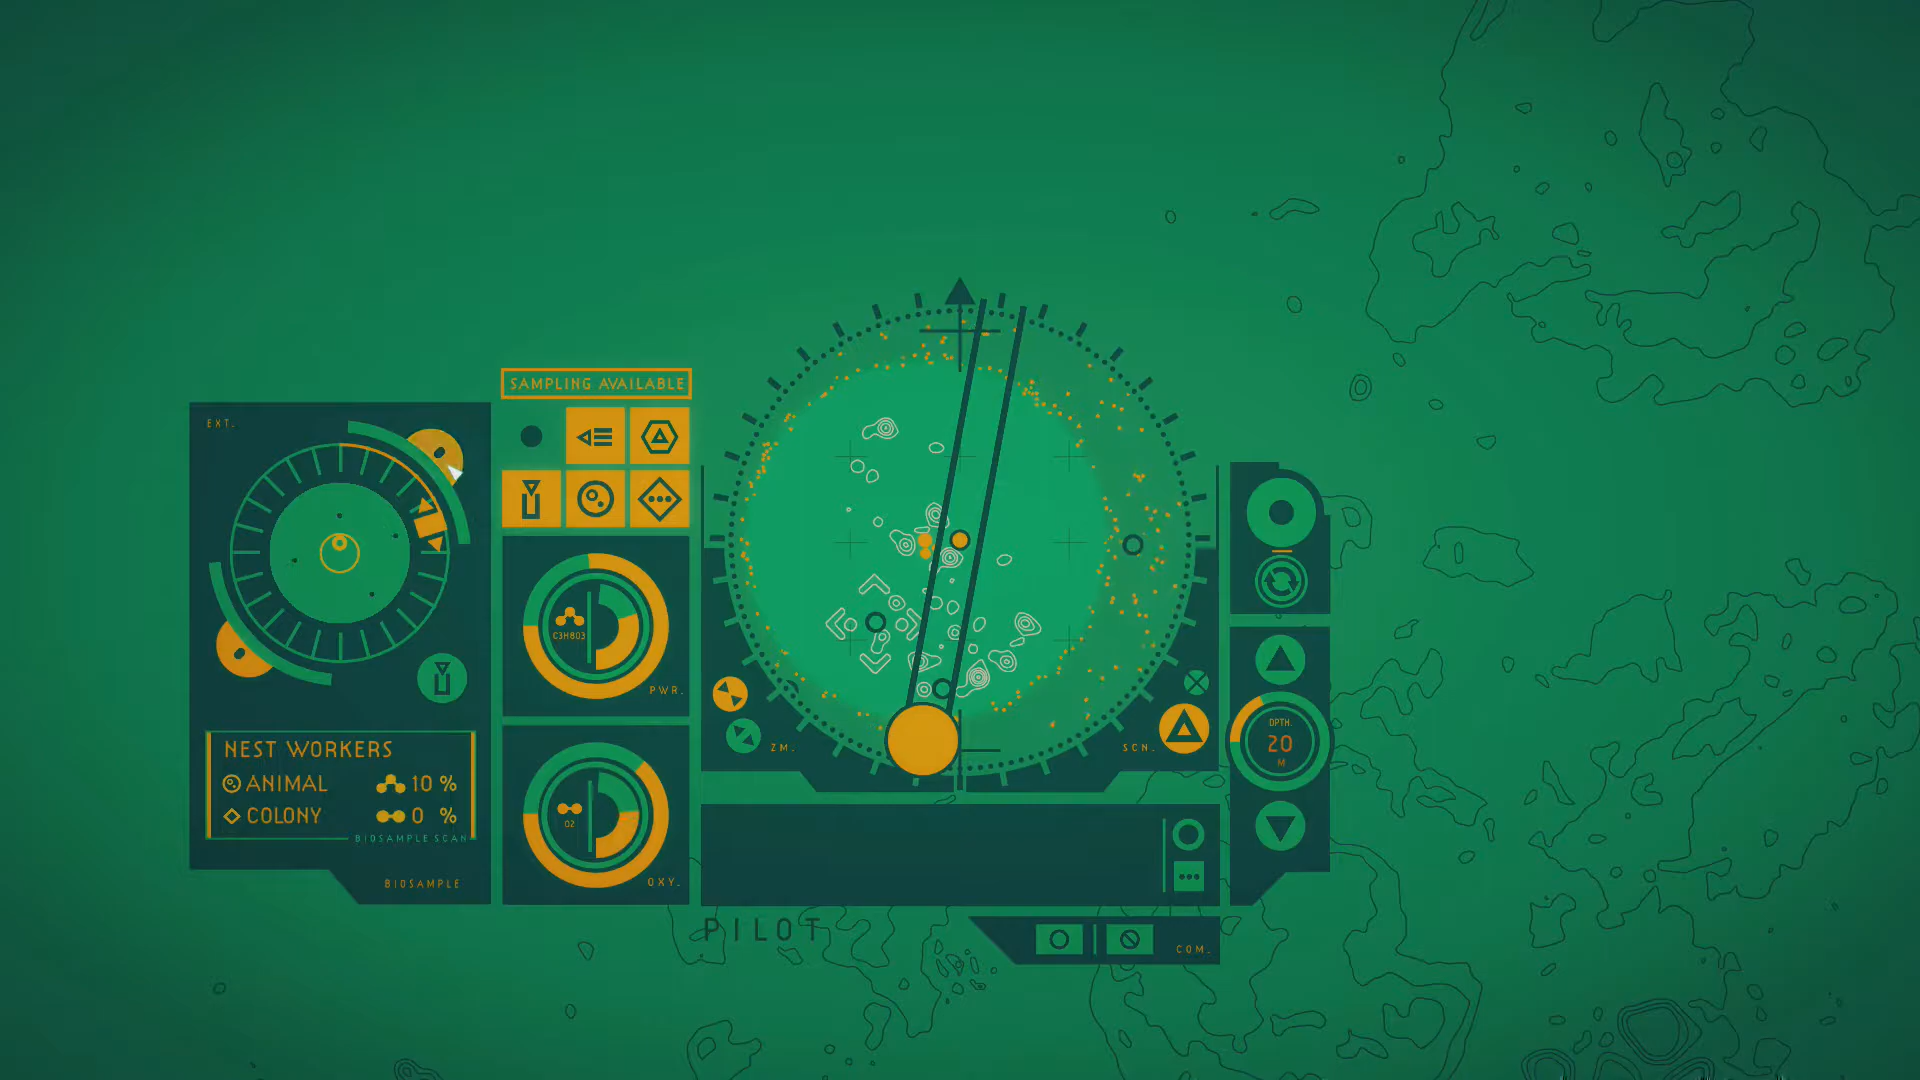 SAMPLING AVAILABLE
EXT.
C3H8O3
PWR.
O2
OXY.
NEST WORKERS
ANIMAL 10 %
COLONY 0 %
BIOSAMPLE SCAN
BIOSAMPLE
ZM.
SCN.
DPTH.
20
M
PILOT
COM.